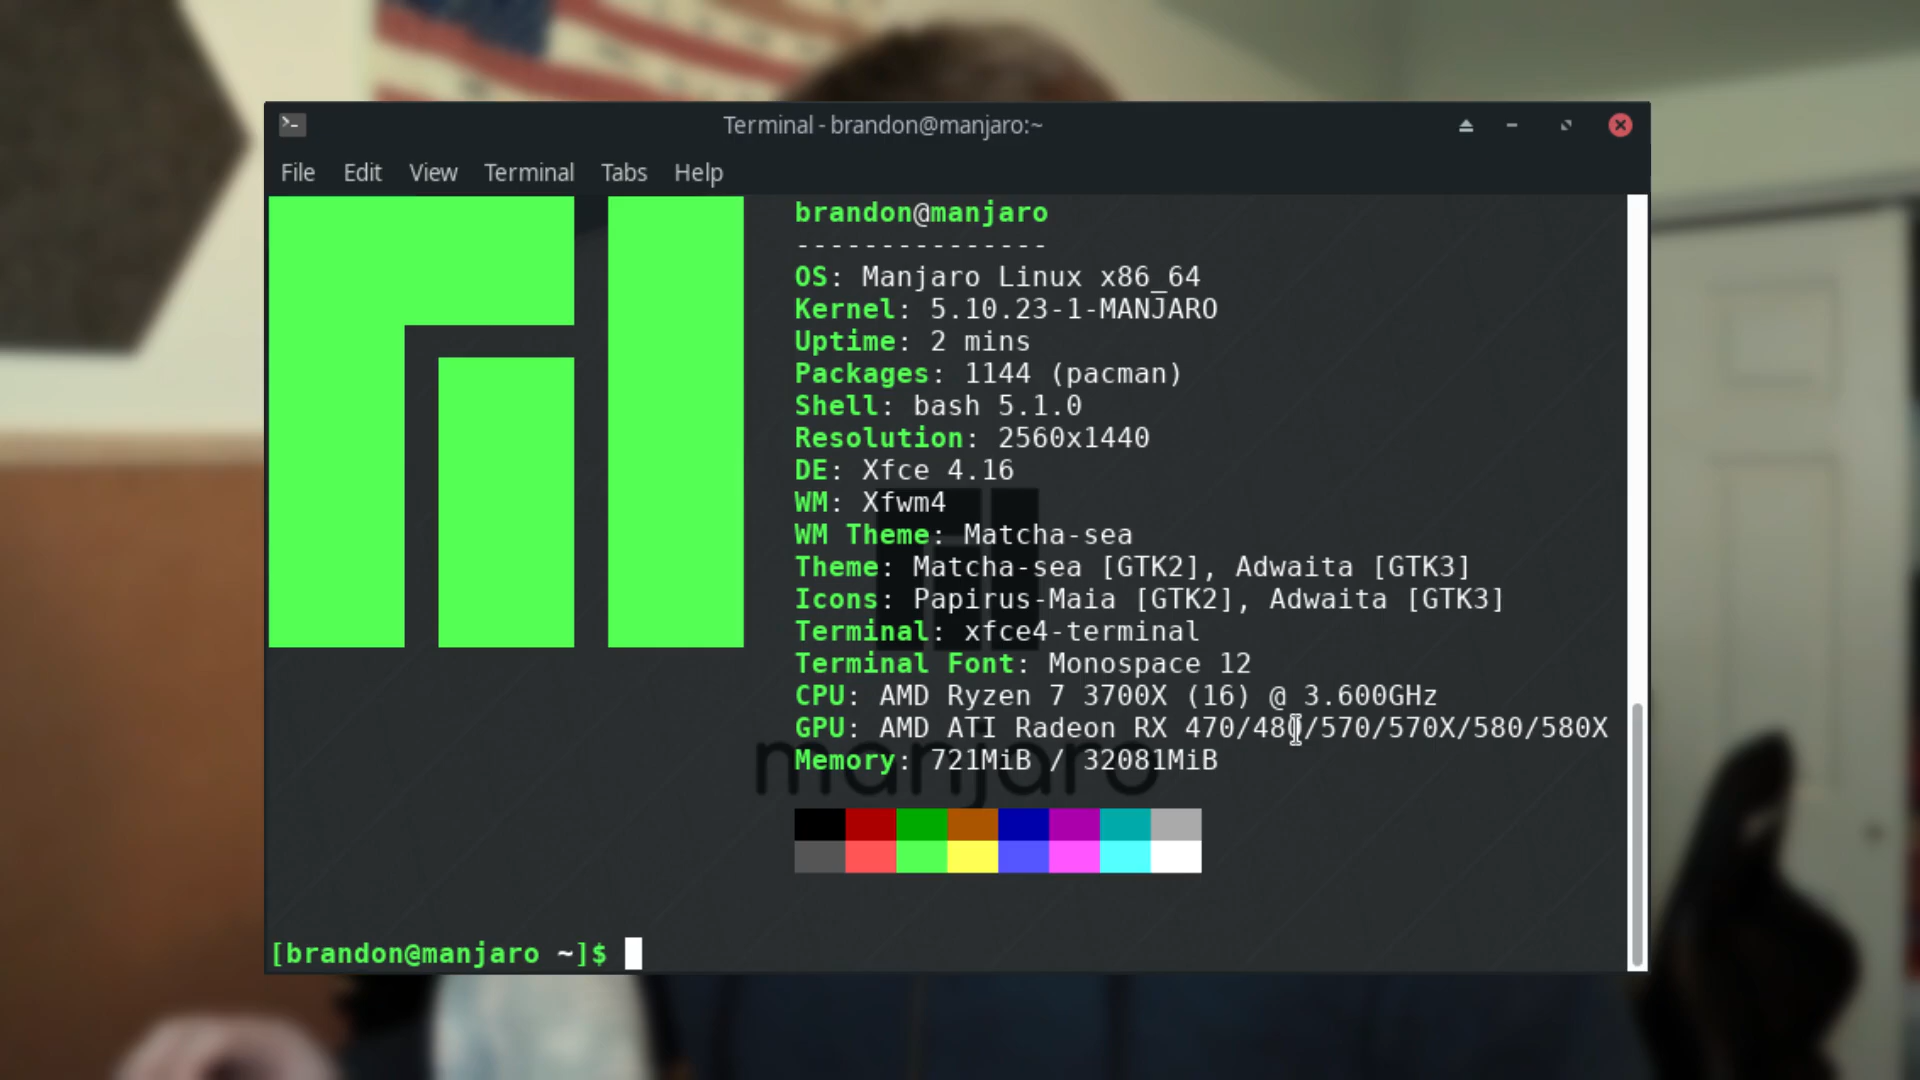 Terminal - brandon@manjaro:~
File Edit View Terminal Tabs Help
brandon@manjaro
---------------
OS: Manjaro Linux x86_64
Kernel: 5.10.23-1-MANJARO
Uptime: 2 mins
Packages: 1144 (pacman)
Shell: bash 5.1.0
Resolution: 2560x1440
DE: Xfce 4.16
WM: Xfwm4
WM Theme: Matcha-sea
Theme: Matcha-sea [GTK2], Adwaita [GTK3]
Icons: Papirus-Maia [GTK2], Adwaita [GTK3]
Terminal: xfce4-terminal
Terminal Font: Monospace 12
CPU: AMD Ryzen 7 3700X (16) @ 3.600GHz
GPU: AMD ATI Radeon RX 470/480/570/570X/580/580X
manjaro
Memory: 721MiB / 32081MiB
[brandon@manjaro ~]$